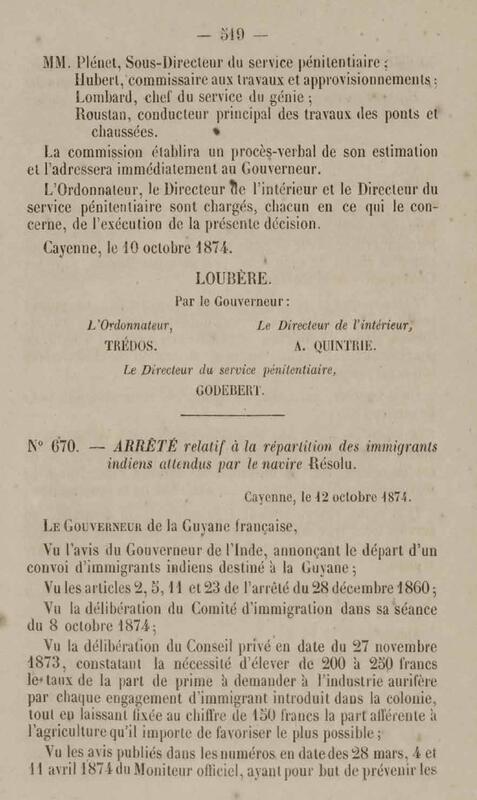 — 519 —
MM. Plénet, Sous-Directeur du service pénitentiaire ;
Hubert, commissaire aux travaux et approvisionnements ;
Lombard, chef du service du génie ;
Roustan, conducteur principal des travaux des ponts et
chaussées.
La commission établira un procès-verbal de son estimation
et l'adressera immédiatement au Gouverneur.
L'Ordonnateur, le Directeur de l'intérieur et le Directeur du
service pénitentiaire sont chargés, chacun en ce qui le con-
cerne, de l'exécution de la présente décision.
Cayenne, le 10 octobre 1874.
LOUBÈRE.
Par le Gouverneur :
L'Ordonnateur, Le Directeur de l'intérieur,
TRÉDOS. A. QUINTRIE.
Le Directeur du service pénitentiaire,
GODEBERT.
N° 670. — ARRÊTÉ relatif à la répartition des immigrants
indiens attendus par le navire Résolu.
Cayenne, le 12 octobre 1874.
LE GOUVERNEUR de la Guyane française,
Vu l'avis du Gouverneur de l'Inde, annonçant le départ d'un
convoi d'immigrants indiens destiné à la Guyane ;
Vu les articles 2, 5, 11 et 23 de l'arrêté du 28 décembre 1860 ;
Vu la délibération du Comité d'immigration dans sa séance
du 8 octobre 1874 ;
Vu la délibération du Conseil privé en date du 27 novembre
1873, constatant la nécessité d'élever de 200 à 250 francs
le taux de la part de prime à demander à l'industrie aurifère
par chaque engagement d'immigrant introduit dans la colonie,
tout en laissant fixée au chiffre de 150 francs la part afférente à
l'agriculture qu'il importe de favoriser le plus possible ;
Vu les avis publiés dans les numéros en date des 28 mars, 4 et
11 avril 1874 du Moniteur officiel, ayant pour but de prévenir les